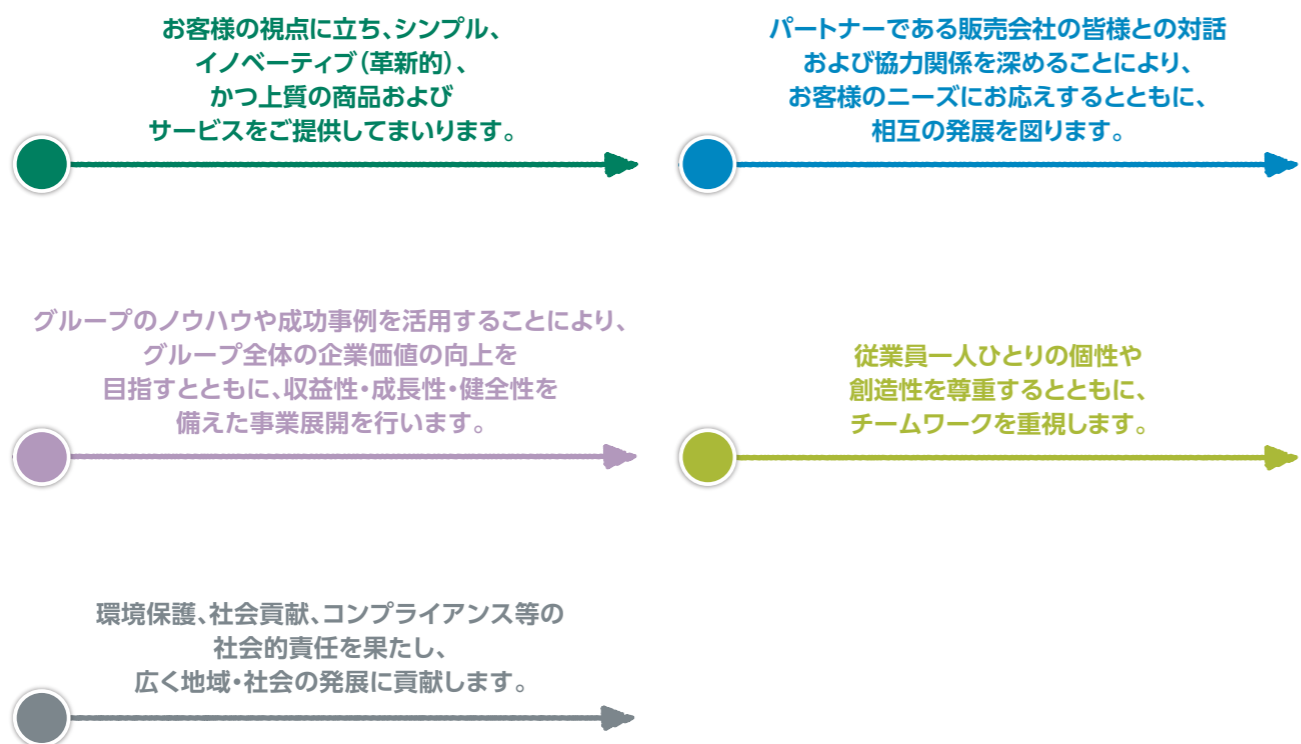 お客様の視点に立ち、シンプル、
イノベーティブ（革新的）、
かつ上質の商品および
サービスをご提供してまいります。
パートナーである販売会社の皆様との対話
および協力関係を深めることにより、
お客様のニーズにお応えするとともに、
相互の発展を図ります。
グループのノウハウや成功事例を活用することにより、
グループ全体の企業価値の向上を
目指すとともに、収益性・成長性・健全性を
備えた事業展開を行います。
従業員一人ひとりの個性や
創造性を尊重するとともに、
チームワークを重視します。
環境保護、社会貢献、コンプライアンス等の
社会的責任を果たし、
広く地域・社会の発展に貢献します。